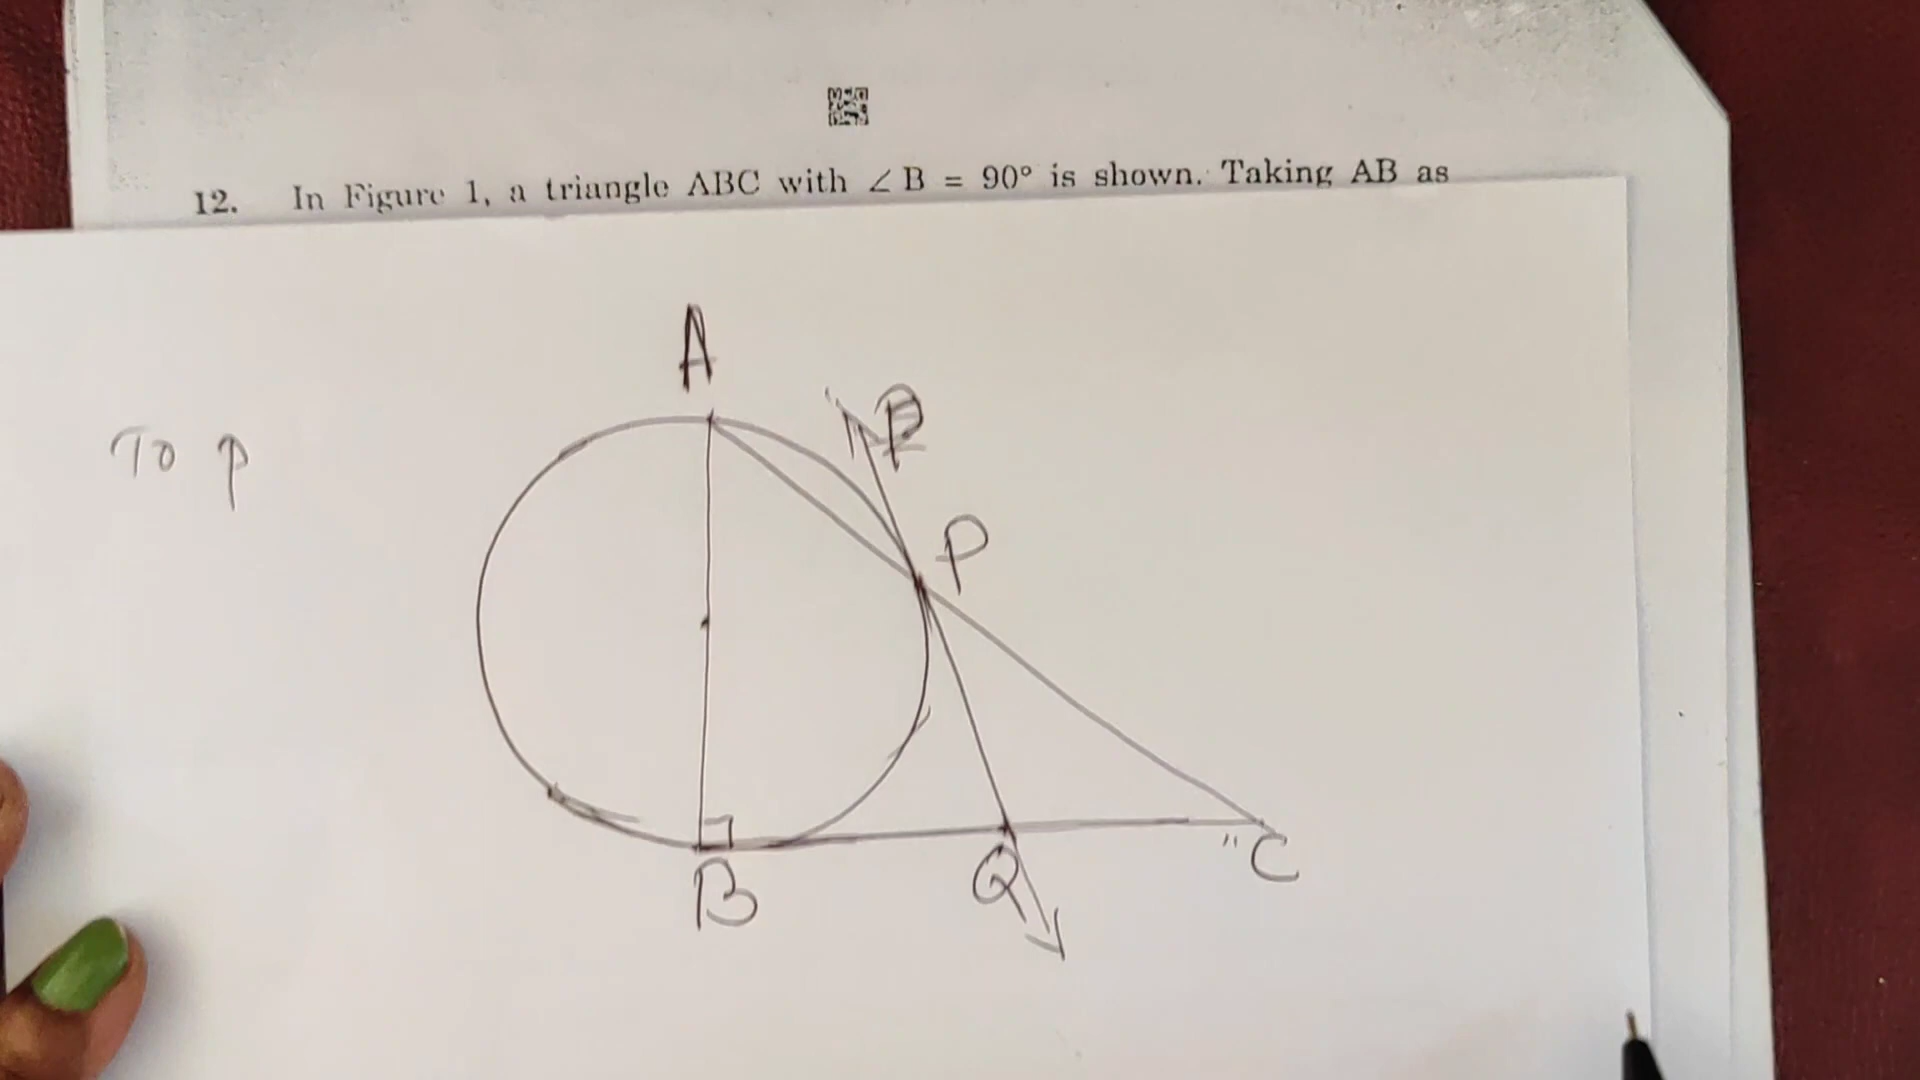 12. In Figure 1, a triangle ABC with ∠B = 90° is shown. Taking AB as
A
To p
P
B
Q
C